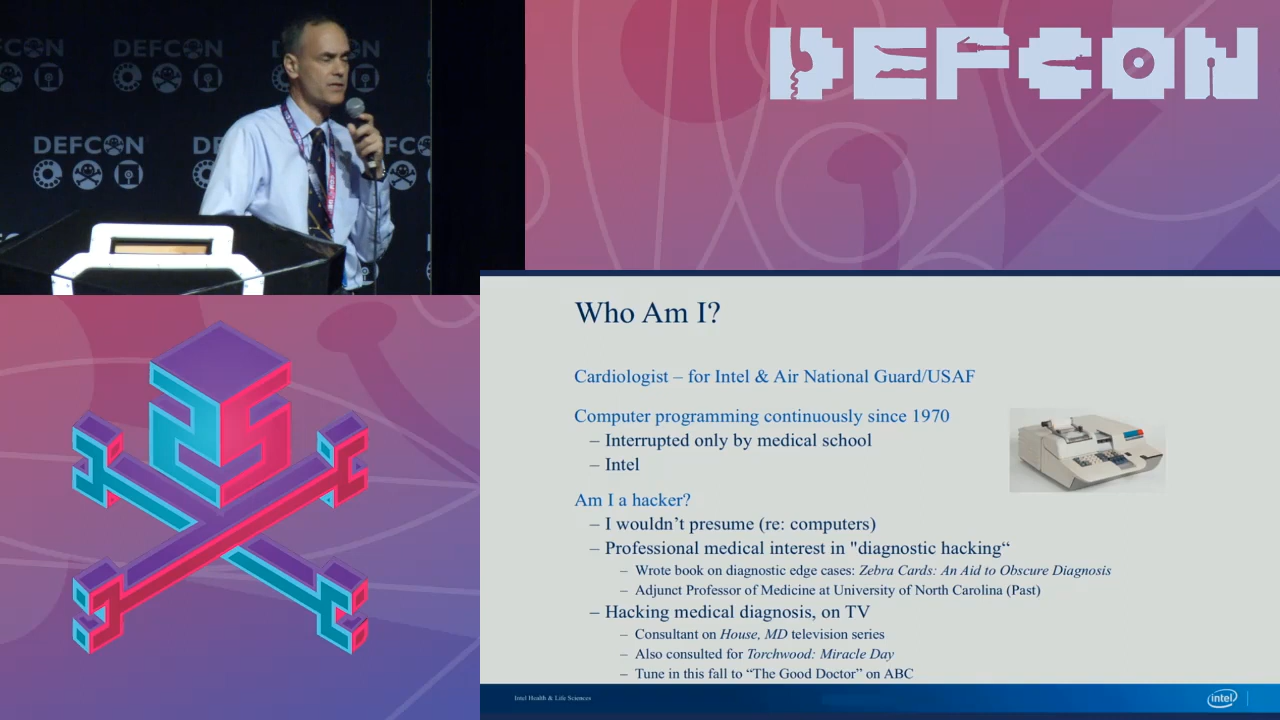 DEFCON
DEFCON
DEFCON
DEFCON
Who Am I?
Cardiologist – for Intel & Air National Guard/USAF
Computer programming continuously since 1970
– Interrupted only by medical school
– Intel
Am I a hacker?
– I wouldn’t presume (re: computers)
– Professional medical interest in "diagnostic hacking“
– Wrote book on diagnostic edge cases: Zebra Cards: An Aid to Obscure Diagnosis
– Adjunct Professor of Medicine at University of North Carolina (Past)
– Hacking medical diagnosis, on TV
– Consultant on House, MD television series
– Also consulted for Torchwood: Miracle Day
– Tune in this fall to “The Good Doctor” on ABC
Intel Health & Life Sciences
intel
25